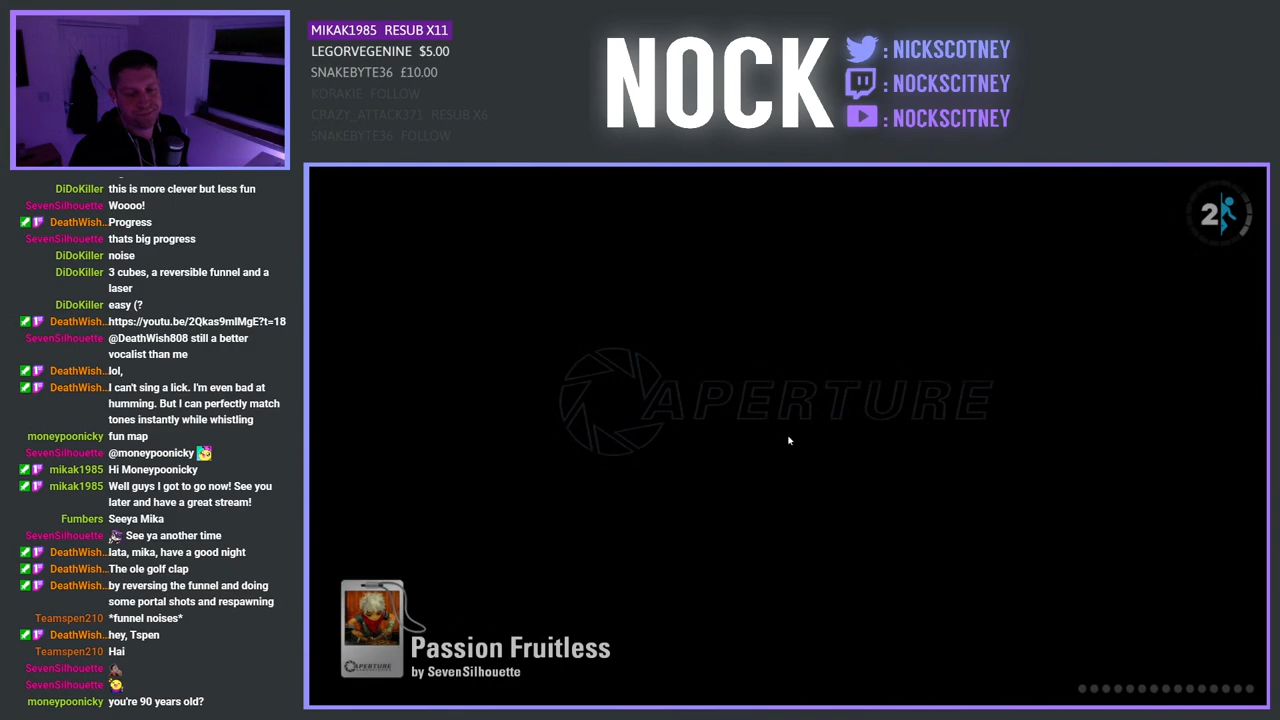 MIKAK1985 RESUB X11
LEGORVEGENINE $5.00
SNAKEBYTE36 £10.00
KORAKIE FOLLOW
CRAZY_ATTACK371 RESUB X6
SNAKEBYTE36 FOLLOW
NOCK
: NICKSCOTNEY
: NOCKSCITNEY
: NOCKSCITNEY
DiDoKiller this is more clever but less fun
SevenSilhouette Woooo!
DeathWish... Progress
SevenSilhouette thats big progress
DiDoKiller noise
DiDoKiller 3 cubes, a reversible funnel and a
laser
DiDoKiller easy (?
DeathWish... https://youtu.be/2Qkas9mIMgE?t=18
SevenSilhouette @DeathWish808 still a better
vocalist than me
DeathWish... lol,
DeathWish... I can't sing a lick. I'm even bad at
humming. But I can perfectly match
tones instantly while whistling
moneypoonicky fun map
SevenSilhouette @moneypoonicky
mikak1985 Hi Moneypoonicky
mikak1985 Well guys I got to go now! See you
later and have a great stream!
Fumbers Seeya Mika
SevenSilhouette See ya another time
DeathWish... lata, mika, have a good night
DeathWish... The ole golf clap
DeathWish... by reversing the funnel and doing
some portal shots and respawning
Teamspen210 *funnel noises*
DeathWish... hey, Tspen
Teamspen210 Hai
SevenSilhouette
SevenSilhouette
moneypoonicky you're 90 years old?
2
APERTURE
APERTURE
Passion Fruitless
by SevenSilhouette